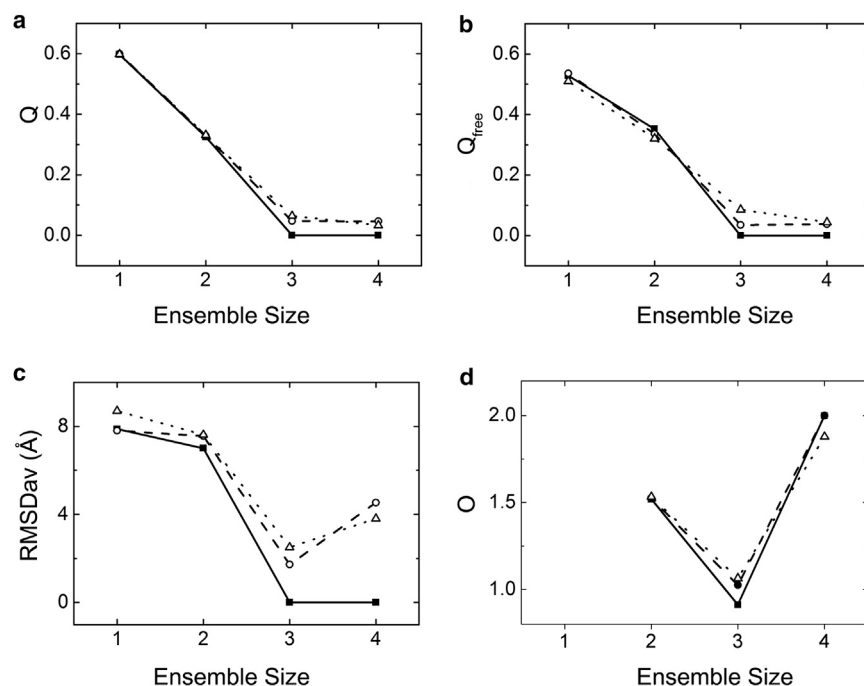 a
0.6
0.4
0.2
0.0
Q
1 2 3 4
Ensemble Size
b
0.6
0.4
0.2
0.0
Qfree
1 2 3 4
Ensemble Size
c
8
4
0
RMSDav (Å)
1 2 3 4
Ensemble Size
d
2.0
1.5
1.0
O
1 2 3 4
Ensemble Size